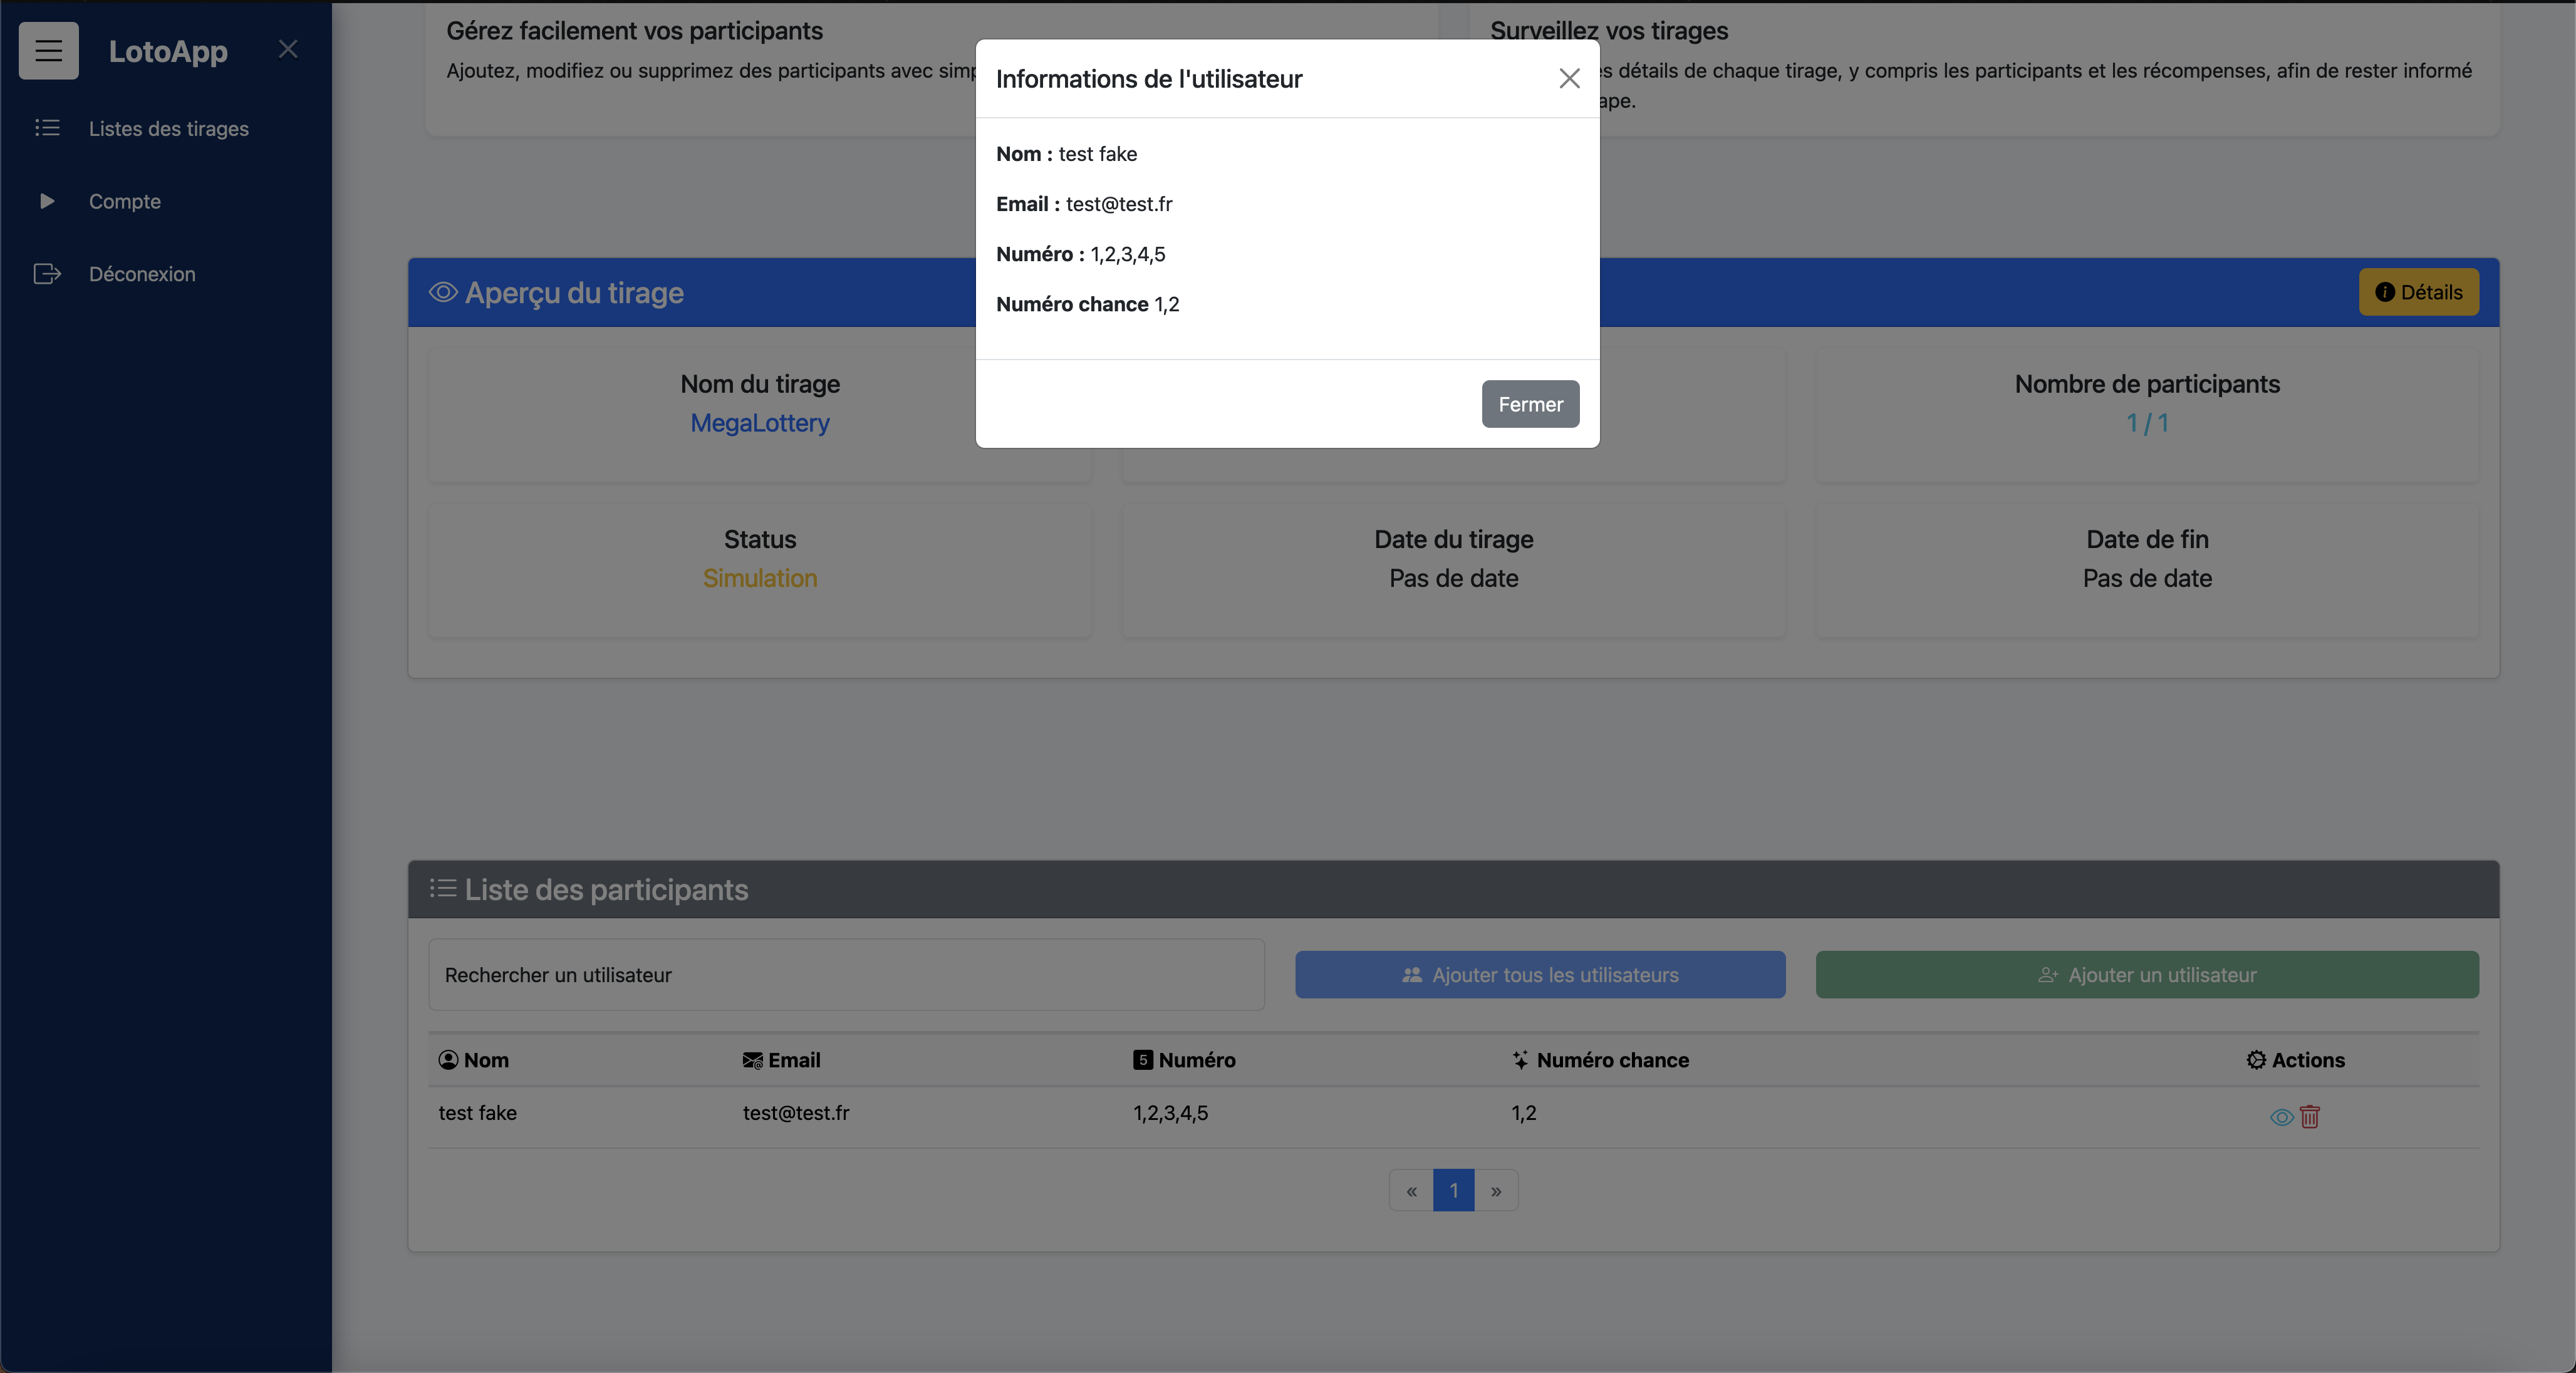 LotoApp
Listes des tirages
Compte
Déconexion
Gérez facilement vos participants
Ajoutez, modifiez ou supprimez des participants avec
Surveillez vos tirages
détails de chaque tirage, y compris les participants et les récompenses, afin de rester informé
Informations de l'utilisateur
Nom : test fake
Email : test@test.fr
Numéro : 1,2,3,4,5
Numéro chance 1,2
Fermer
Aperçu du tirage
Détails
Nom du tirage
MegaLottery
Nombre de participants
1 / 1
Status
Simulation
Date du tirage
Pas de date
Date de fin
Pas de date
Liste des participants
Rechercher un utilisateur
Ajouter tous les utilisateurs
Ajouter un utilisateur
Nom Email 5 Numéro Numéro chance Actions
test fake test@test.fr 1,2,3,4,5 1,2
« 1 »